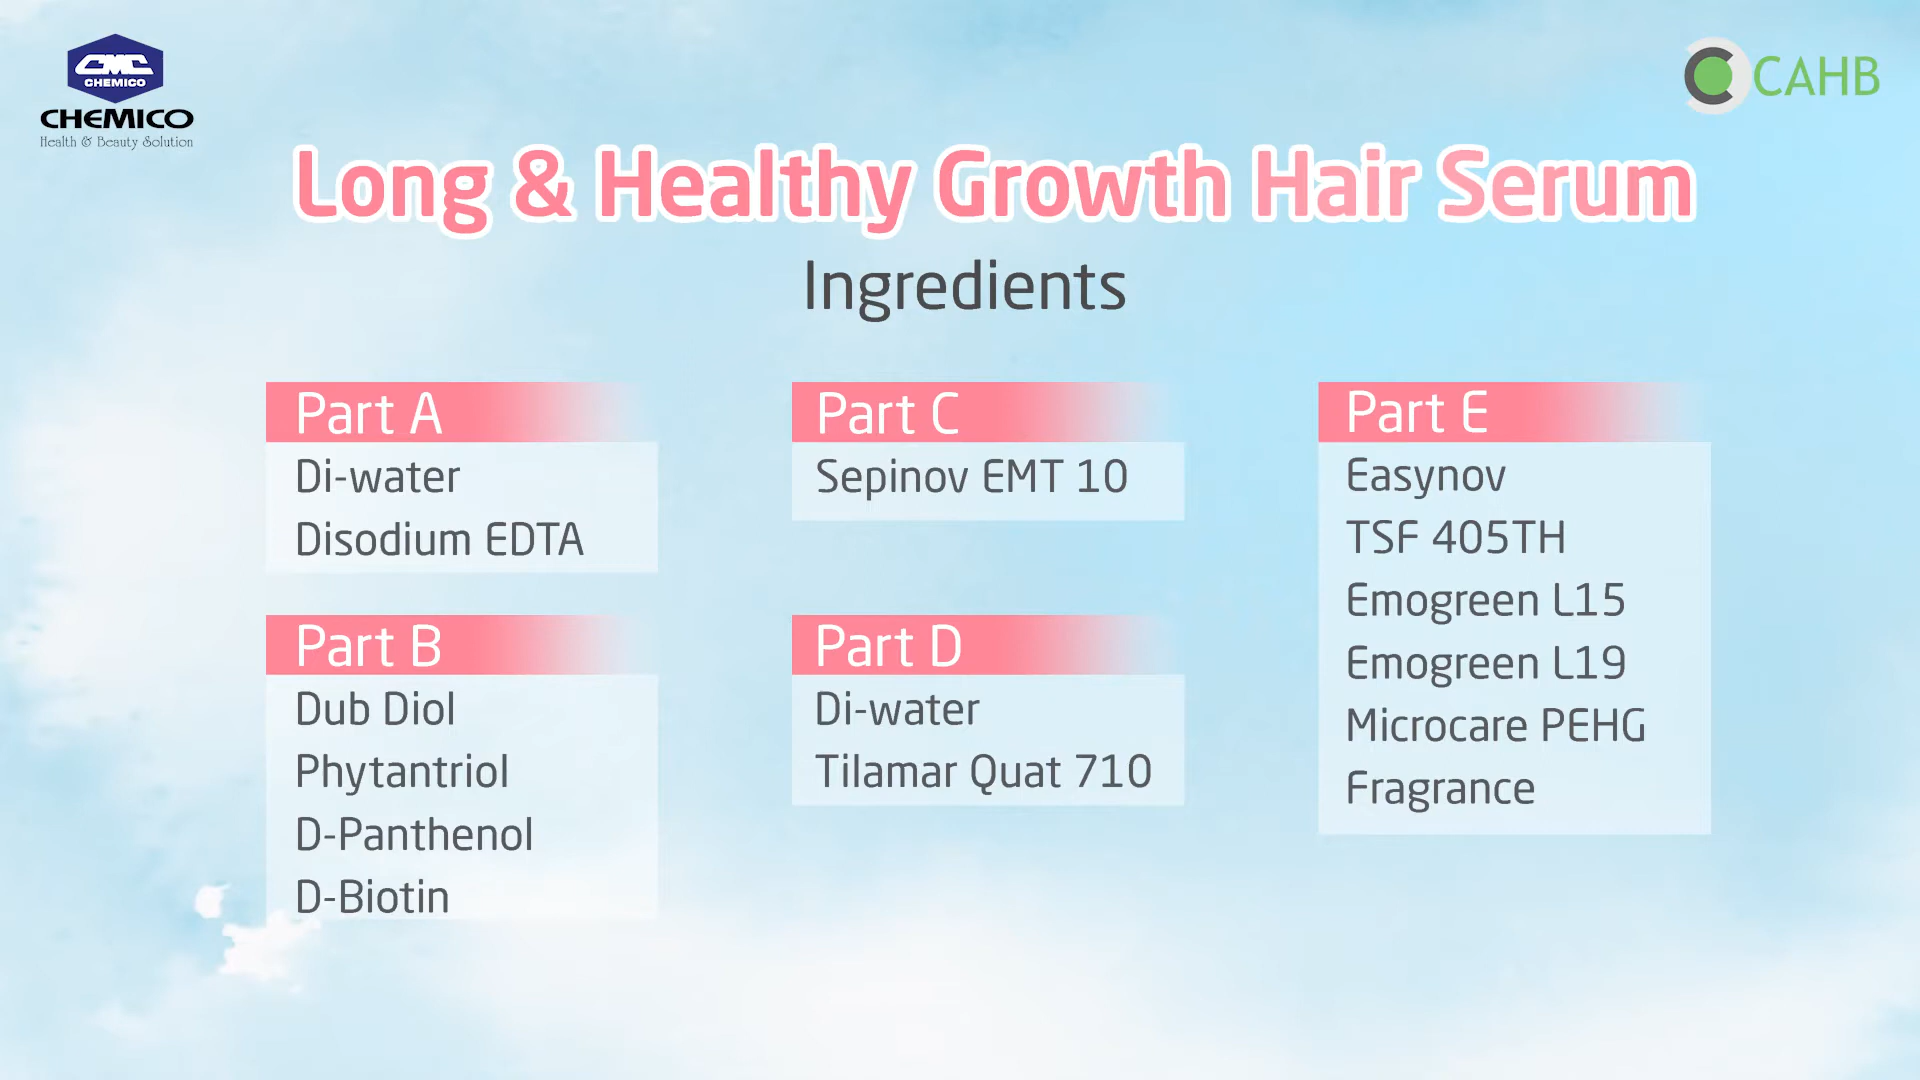 CMC
CHEMICO
CHEMICO
Health & Beauty Solution
CAHB
Long & Healthy Growth Hair Serum
Ingredients
Part A
Di-water
Disodium EDTA
Part B
Dub Diol
Phytantriol
D-Panthenol
D-Biotin
Part C
Sepinov EMT 10
Part D
Di-water
Tilamar Quat 710
Part E
Easynov
TSF 405TH
Emogreen L15
Emogreen L19
Microcare PEHG
Fragrance